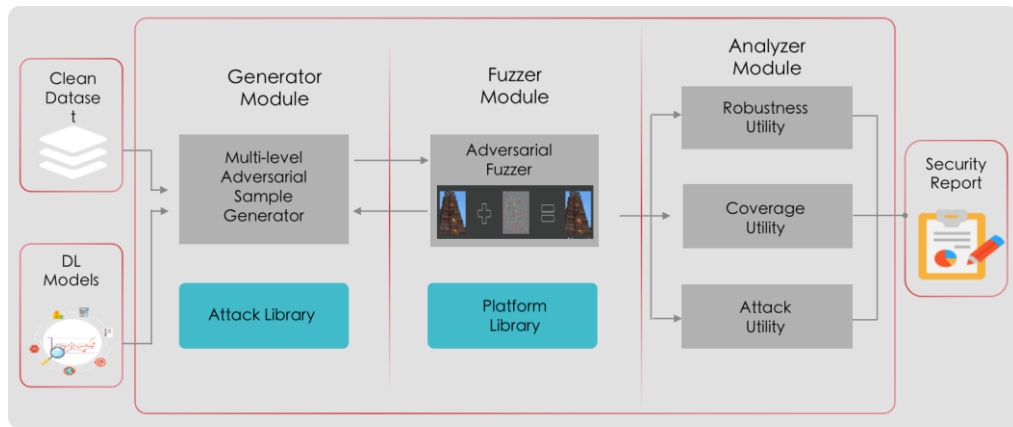 Clean
Datase
t
DL
Models
Generator
Module
Multi-level
Adversarial
Sample
Generator
Attack Library
Fuzzer
Module
Adversarial
Fuzzer
Platform
Library
Analyzer
Module
Robustness
Utility
Coverage
Utility
Attack
Utility
Security
Report